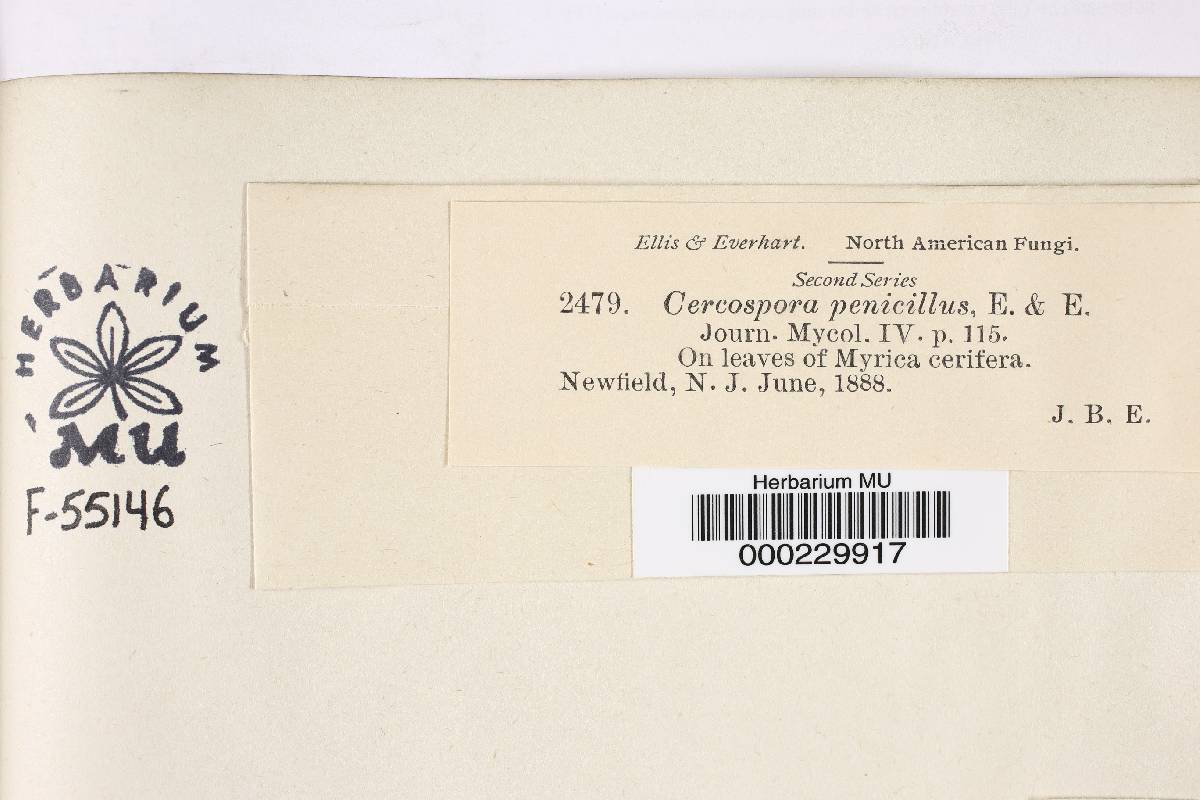 Ellis & Everhart. North American Fungi.
Second Series
2479. Cercospora penicillus, E. & E.
Journ. Mycol. IV. p. 115.
On leaves of Myrica cerifera.
Newfield, N. J. June, 1888.
J. B. E.
HERBARIUM
MU
F-55146
Herbarium MU
000229917